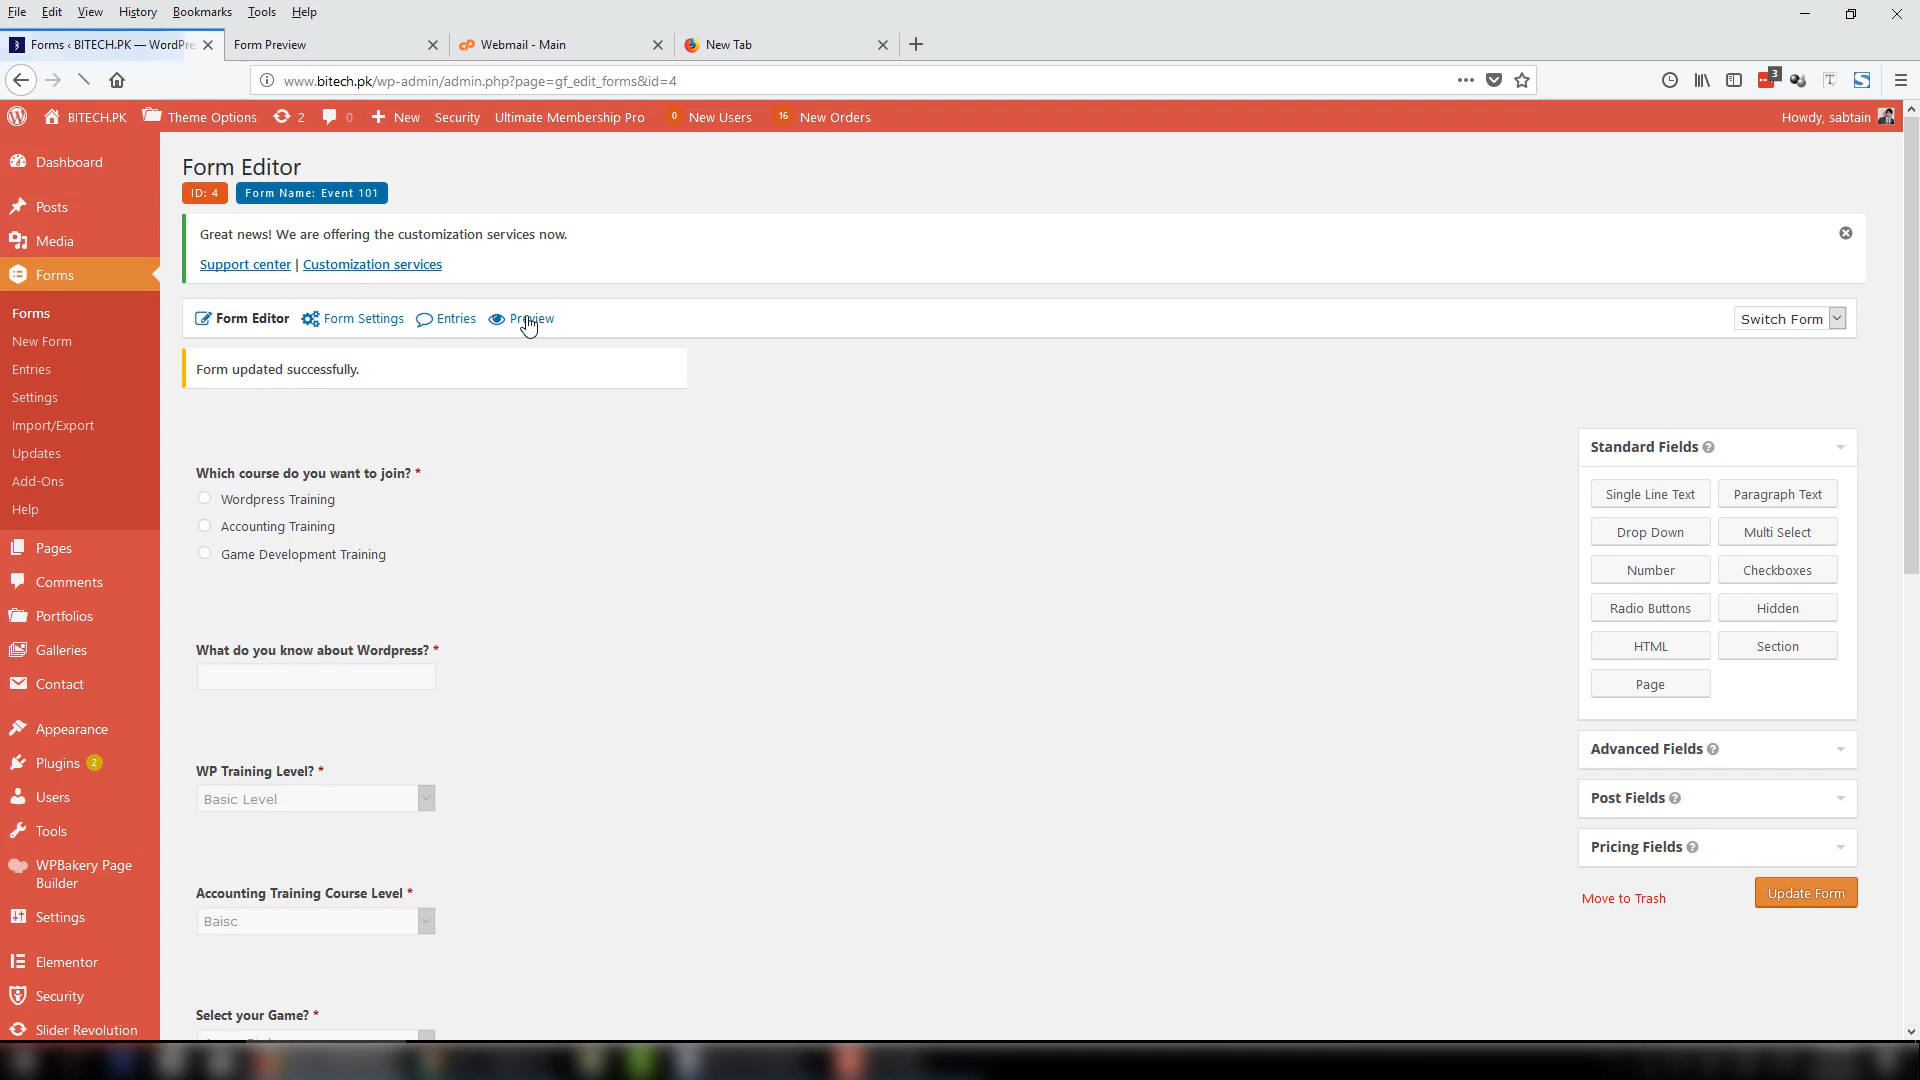 File Edit View History Bookmarks Tools Help
Forms ‹ BITECH.PK — WordPre
Form Preview
Webmail - Main
New Tab
www.bitech.pk/wp-admin/admin.php?page=gf_edit_forms&id=4
3
BITECH.PK Theme Options 2 0 New Security Ultimate Membership Pro 0 New Users 16 New Orders Howdy, sabtain
Dashboard
Posts
Media
Forms
Forms
New Form
Entries
Settings
Import/Export
Updates
Add-Ons
Help
Pages
Comments
Portfolios
Galleries
Contact
Appearance
Plugins 2
Users
Tools
WPBakery Page
Builder
Settings
Elementor
Security
Slider Revolution
Form Editor
ID: 4 Form Name: Event 101
Great news! We are offering the customization services now.
Support center | Customization services
Form Editor Form Settings Entries Preview Switch Form
Form updated successfully.
Which course do you want to join? *
Wordpress Training
Accounting Training
Game Development Training
What do you know about Wordpress? *
WP Training Level? *
Basic Level
Accounting Training Course Level *
Baisc
Select your Game? *
Standard Fields
Single Line Text Paragraph Text
Drop Down Multi Select
Number Checkboxes
Radio Buttons Hidden
HTML Section
Page
Advanced Fields
Post Fields
Pricing Fields
Move to Trash Update Form